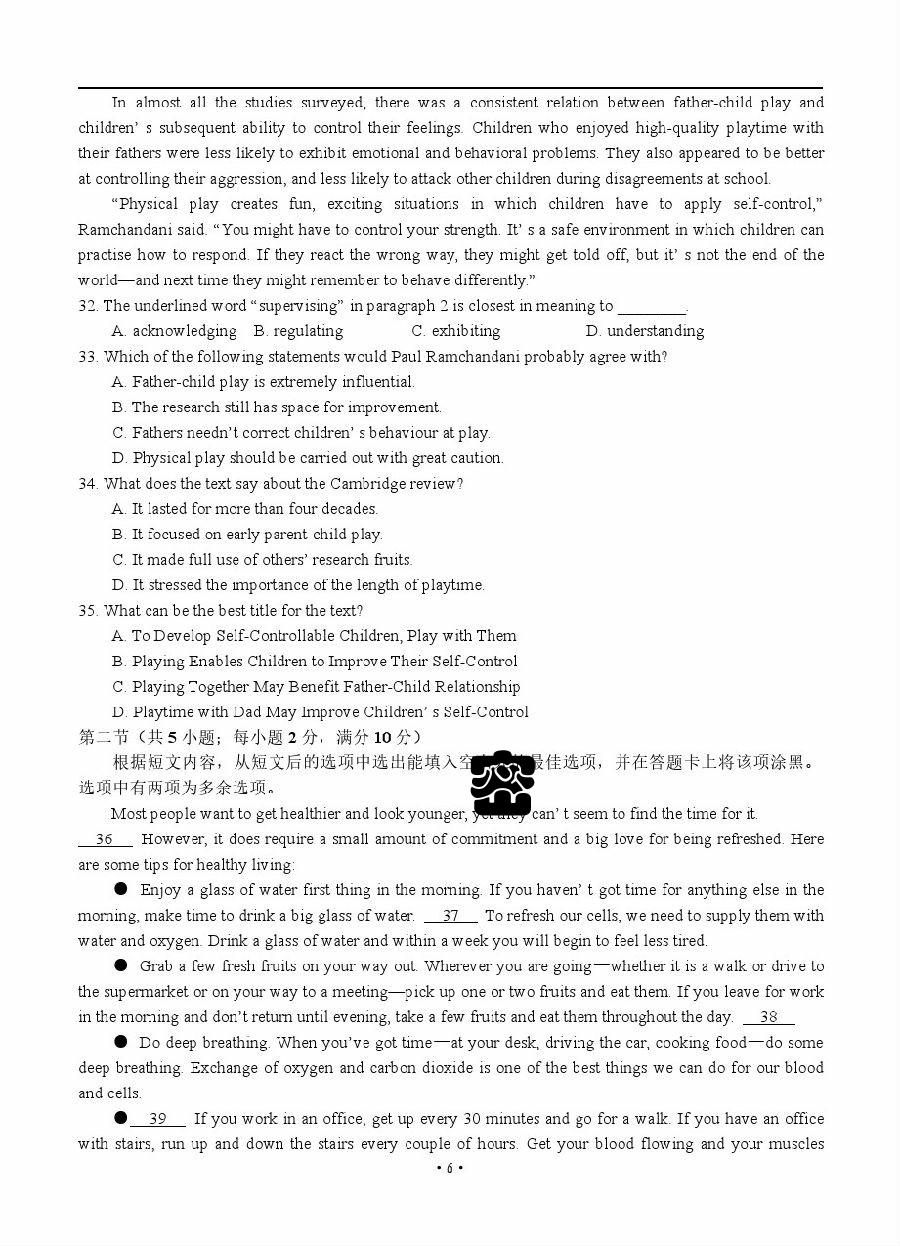 In almost all the studies surveyed, there was a consistent relation between father-child play and
children’ s subsequent ability to control their feelings. Children who enjoyed high-quality playtime with
their fathers were less likely to exhibit emotional and behavioral problems. They also appeared to be better
at controlling their aggression, and less likely to attack other children during disagreements at school.
“Physical play creates fun, exciting situations in which children have to apply self-control,”
Ramchandani said. “You might have to control your strength. It’ s a safe environment in which children can
practise how to respond. If they react the wrong way, they might get told off, but it’ s not the end of the
world—and next time they might remember to behave differently.”
32. The underlined word “supervising” in paragraph 2 is closest in meaning to ________.
A. acknowledging B. regulating C. exhibiting D. understanding
33. Which of the following statements would Paul Ramchandani probably agree with?
A. Father-child play is extremely influential.
B. The research still has space for improvement.
C. Fathers needn’t correct children’ s behaviour at play.
D. Physical play should be carried out with great caution.
34. What does the text say about the Cambridge review?
A. It lasted for more than four decades.
B. It focused on early parent-child play.
C. It made full use of others’ research fruits.
D. It stressed the importance of the length of playtime.
35. What can be the best title for the text?
A. To Develop Self-Controllable Children, Play with Them
B. Playing Enables Children to Improve Their Self-Control
C. Playing Together May Benefit Father-Child Relationship
D. Playtime with Dad May Improve Children’ s Self-Control
第二节（共 5 小题；每小题 2 分，满分 10 分）
根据短文内容，从短文后的选项中选出能填入空最佳选项，并在答题卡上将该项涂黑。
选项中有两项为多余选项。
Most people want to get healthier and look younger, yet they can’ t seem to find the time for it.
36 However, it does require a small amount of commitment and a big love for being refreshed. Here
are some tips for healthy living:
● Enjoy a glass of water first thing in the morning. If you haven’ t got time for anything else in the
morning, make time to drink a big glass of water. 37 To refresh our cells, we need to supply them with
water and oxygen. Drink a glass of water and within a week you will begin to feel less tired.
● Grab a few fresh fruits on your way out. Wherever you are going—whether it is a walk or drive to
the supermarket or on your way to a meeting—pick up one or two fruits and eat them. If you leave for work
in the morning and don’t return until evening, take a few fruits and eat them throughout the day. 38
● Do deep breathing. When you’ve got time—at your desk, driving the car, cooking food—do some
deep breathing. Exchange of oxygen and carbon dioxide is one of the best things we can do for our blood
and cells.
● 39 If you work in an office, get up every 30 minutes and go for a walk. If you have an office
with stairs, run up and down the stairs every couple of hours. Get your blood flowing and your muscles
• 6 •